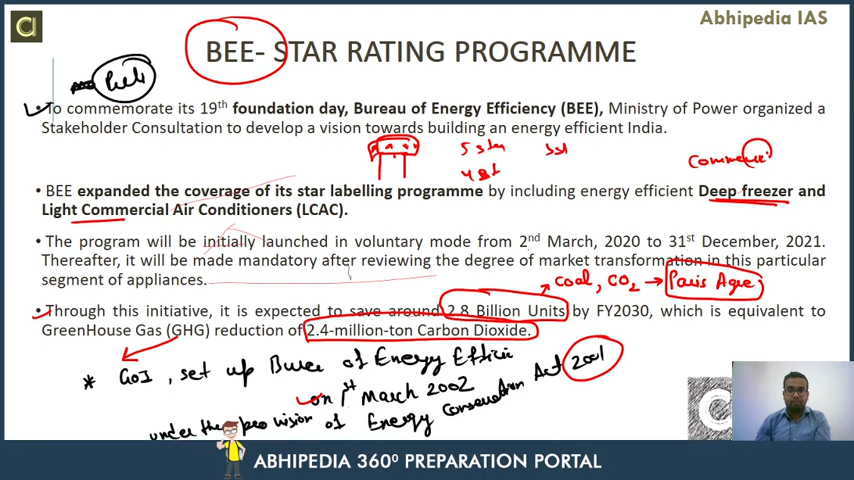 Abhipedia IAS
BEE- STAR RATING PROGRAMME
• To commemorate its 19th foundation day, Bureau of Energy Efficiency (BEE), Ministry of Power organized a
Stakeholder Consultation to develop a vision towards building an energy efficient India.
5 star 3st
4st
Comme
• BEE expanded the coverage of its star labelling programme by including energy efficient Deep freezer and
Light Commercial Air Conditioners (LCAC).
• The program will be initially launched in voluntary mode from 2nd March, 2020 to 31st December, 2021.
Thereafter, it will be made mandatory after reviewing the degree of market transformation in this particular
segment of appliances.
Coal, CO2 → Paris Agre
• Through this initiative, it is expected to save around 2.8 Billion Units by FY2030, which is equivalent to
GreenHouse Gas (GHG) reduction of 2.4-million-ton Carbon Dioxide.
* GOI, set up Bure of Energy Effici
on 1st March 2002
under the provision of Energy Conservation Act 2001
ABHIPEDIA 360⁰ PREPARATION PORTAL